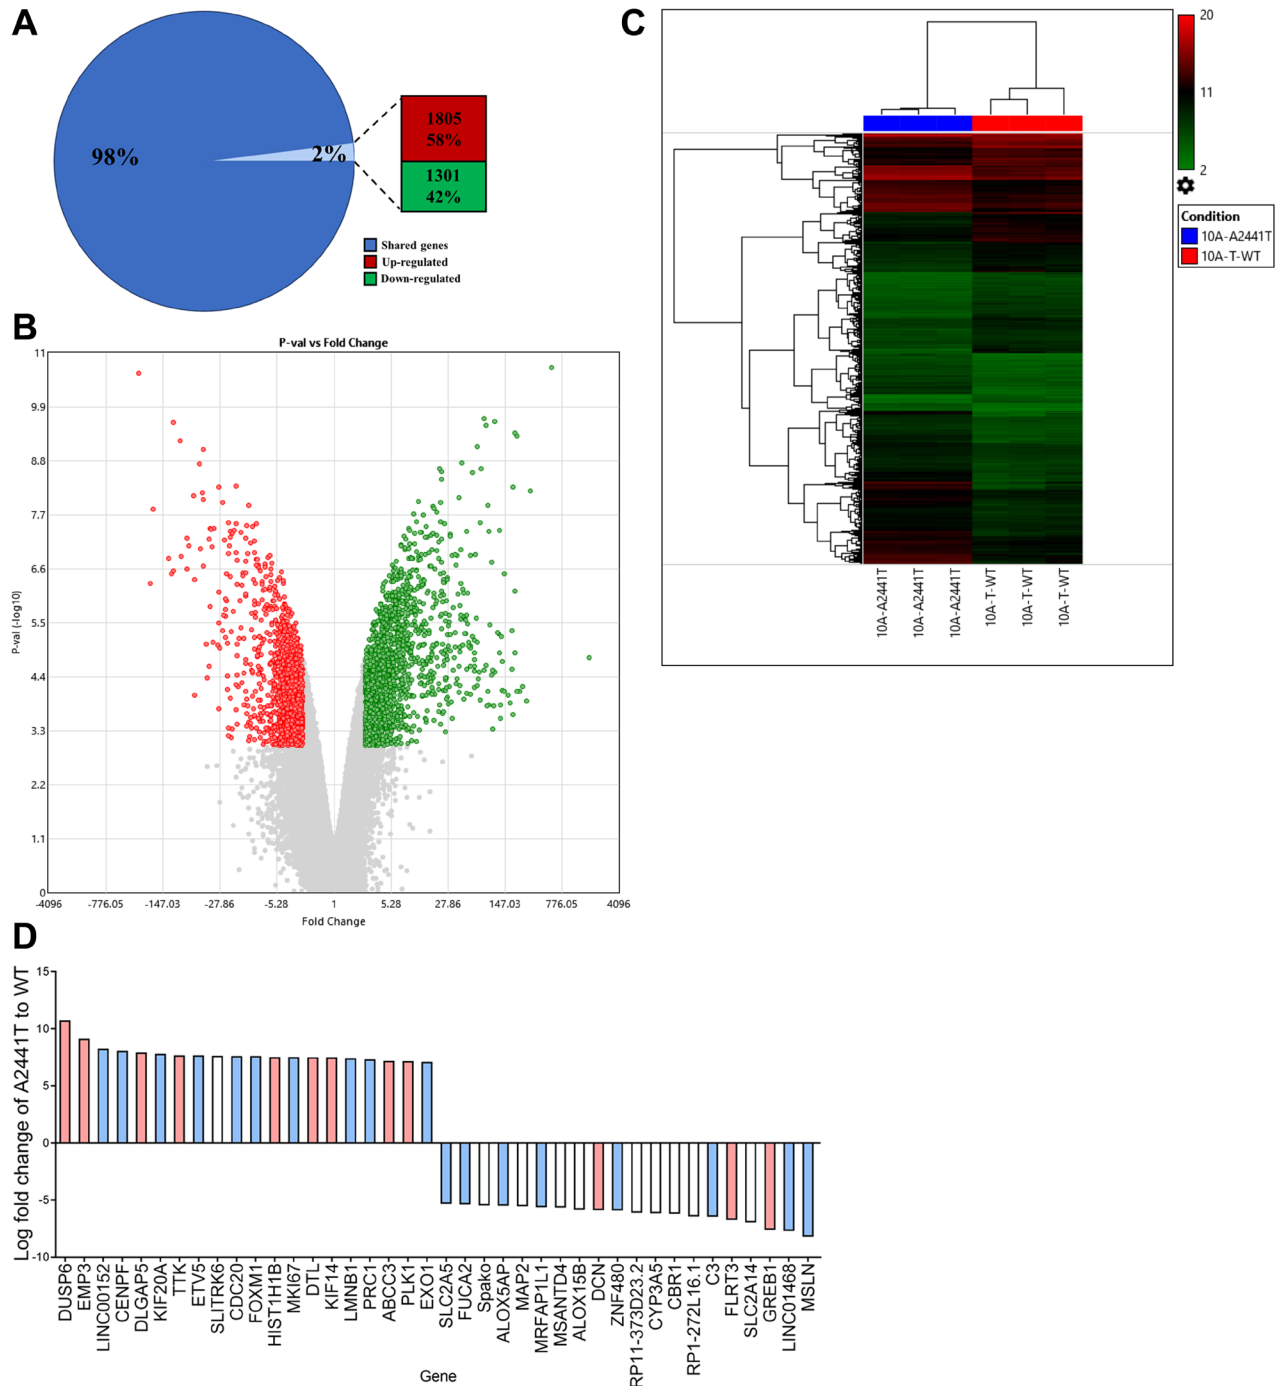 A
98%
2%
1805
58%
1301
42%
Shared genes
Up-regulated
Down-regulated
B
P-val vs Fold Change
P-val (-log10)
11
9.9
8.8
7.7
6.6
5.5
4.4
3.3
2.2
1.1
0
-4096
-776.05
-147.03
-27.86
-5.28
1
5.28
27.86
147.03
776.05
4096
Fold Change
C
20
11
2
Condition
10A-A2441T
10A-T-WT
10A-A2441T
10A-A2441T
10A-A2441T
10A-T-WT
10A-T-WT
10A-T-WT
D
Log fold change of A2441T to WT
15
10
5
0
-5
-10
DUSP6
EMP3
LINC00152
CENPF
DLGAP5
KIF20A
TTK
ETV5
SLITRK6
CDC20
FOXM1
HIST1H1B
MKI67
DTL
KIF14
LMNB1
PRC1
ABCC3
PLK1
EXO1
SLC2A5
FUCA2
Spako
ALOX5AP
MAP2
MRFAP1L1
MSANTD4
ALOX15B
DCN
ZNF480
RP11-373D23.2
CYP3A5
CBR1
RP1-272L16.1
C3
FLRT3
SLC2A14
GREB1
LINC01468
MSLN
Gene